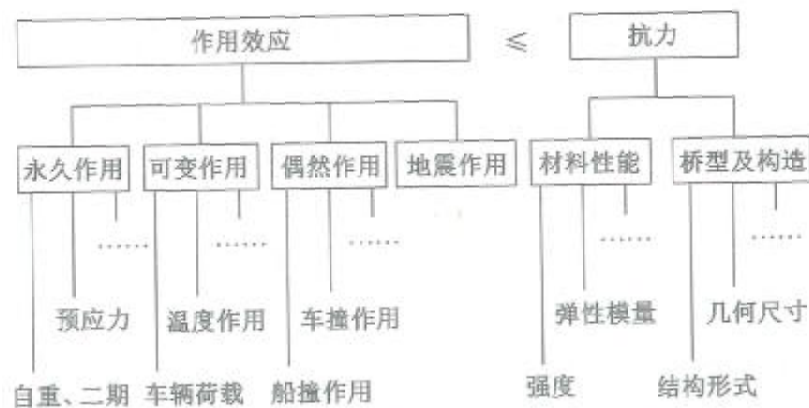 作用效应 ≤ 抗力
永久作用 可变作用 偶然作用 地震作用 材料性能 桥型及构造
…… …… …… …… ……
预应力 温度作用 车撞作用 弹性模量 几何尺寸
自重、二期 车辆荷载 船撞作用 强度 结构形式